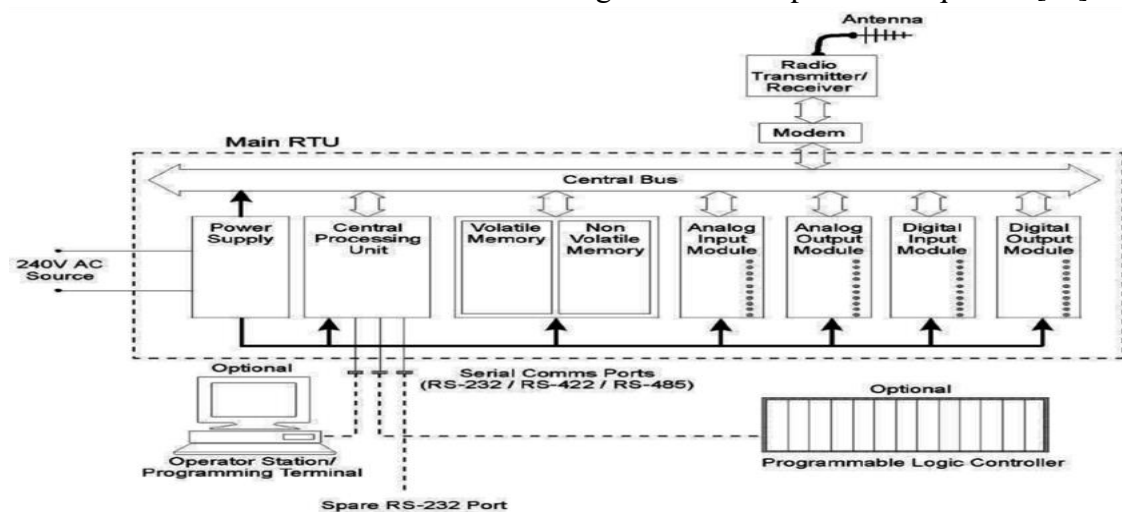 Antenna
Radio
Transmitter/
Receiver
Modem
Main RTU
Central Bus
Power
Supply
Central
Processing
Unit
Volatile
Memory
Non
Volatile
Memory
Analog
Input
Module
Analog
Output
Module
Digital
Input
Module
Digital
Output
Module
240V AC
Source
Optional
Serial Comms Ports
(RS-232 / RS-422 / RS-485)
Optional
Operator Station/
Programming Terminal
Programmable Logic Controller
Spare RS-232 Port